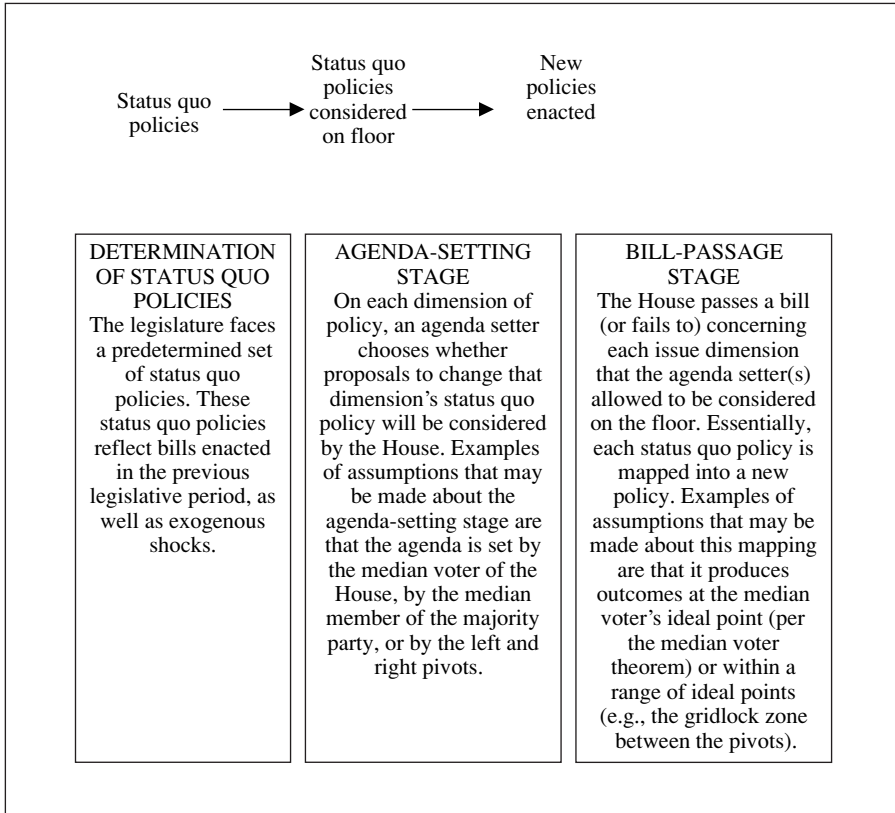 Status quo
policies
Status quo
policies
considered
on floor
New
policies
enacted
DETERMINATION
OF STATUS QUO
POLICIES
The legislature faces
a predetermined set
of status quo
policies. These
status quo policies
reflect bills enacted
in the previous
legislative period, as
well as exogenous
shocks.
AGENDA-SETTING
STAGE
On each dimension of
policy, an agenda setter
chooses whether
proposals to change that
dimension’s status quo
policy will be considered
by the House. Examples
of assumptions that may
be made about the
agenda-setting stage are
that the agenda is set by
the median voter of the
House, by the median
member of the majority
party, or by the left and
right pivots.
BILL-PASSAGE
STAGE
The House passes a bill
(or fails to) concerning
each issue dimension
that the agenda setter(s)
allowed to be considered
on the floor. Essentially,
each status quo policy is
mapped into a new
policy. Examples of
assumptions that may be
made about this mapping
are that it produces
outcomes at the median
voter’s ideal point (per
the median voter
theorem) or within a
range of ideal points
(e.g., the gridlock zone
between the pivots).